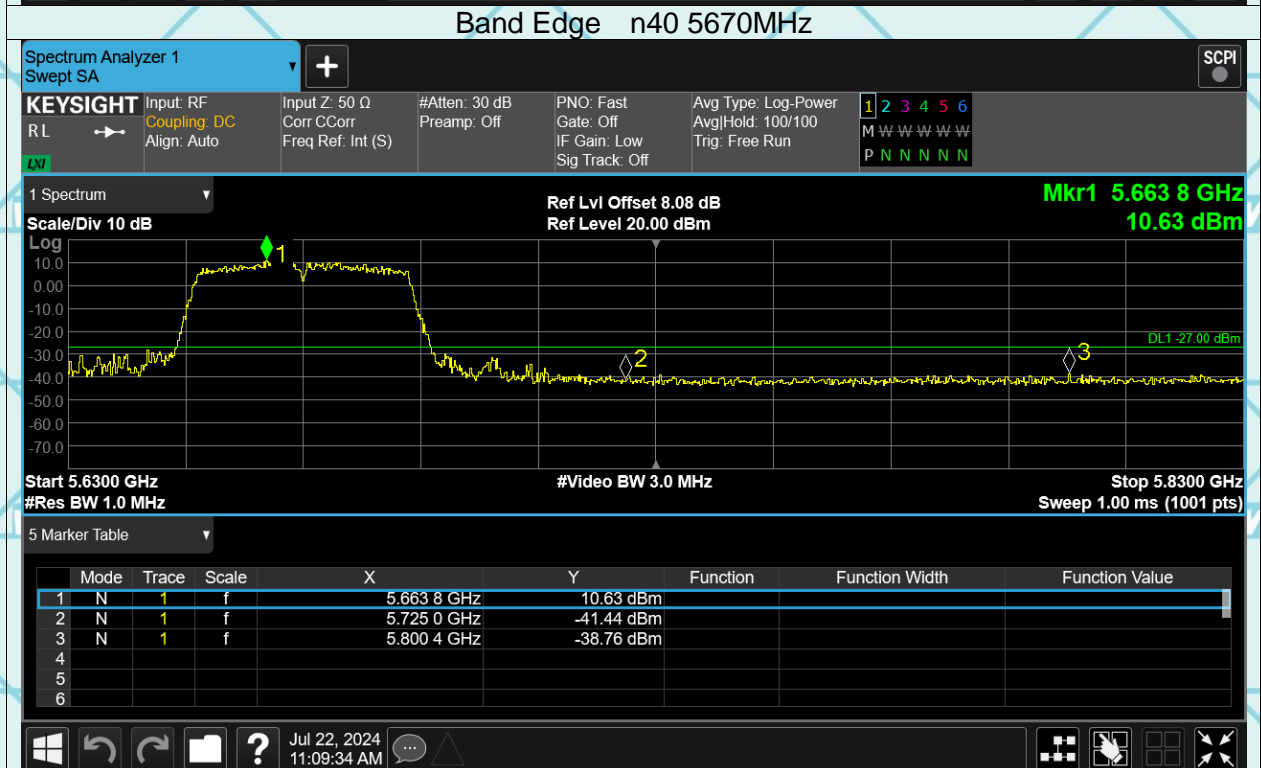 Band Edge n40 5670MHz
Spectrum Analyzer 1
Swept SA
+
SCPI
KEYSIGHT
R L
LXI
Input: RF
Coupling: DC
Align: Auto
Input Z: 50 Ω
Corr CCorr
Freq Ref: Int (S)
#Atten: 30 dB
Preamp: Off
PNO: Fast
Gate: Off
IF Gain: Low
Sig Track: Off
Avg Type: Log-Power
Avg|Hold: 100/100
Trig: Free Run
1 2 3 4 5 6
M W W W W W
P N N N N N
1 Spectrum
Scale/Div 10 dB
Ref Lvl Offset 8.08 dB
Ref Level 20.00 dBm
Mkr1 5.663 8 GHz
10.63 dBm
Log
10.0
0.00
-10.0
-20.0
-30.0
-40.0
-50.0
-60.0
-70.0
1
2
3
DL1 -27.00 dBm
Start 5.6300 GHz
#Video BW 3.0 MHz
Stop 5.8300 GHz
#Res BW 1.0 MHz
Sweep 1.00 ms (1001 pts)
5 Marker Table
Mode Trace Scale X Y Function Function Width Function Value
1 N 1 f 5.663 8 GHz 10.63 dBm
2 N 1 f 5.725 0 GHz -41.44 dBm
3 N 1 f 5.800 4 GHz -38.76 dBm
4
5
6
?
Jul 22, 2024
11:09:34 AM